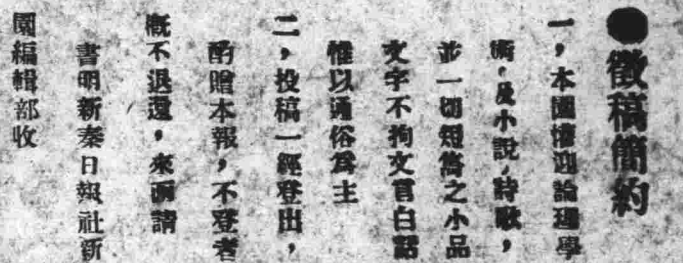 ●徵稿簡約
一，本園歡迎論理學
術，及小說，詩歌，
並一切短篇之小品
文字不拘文言白話
惟以通俗為主
二，投稿一經登出，
酌贈本報，不登者
概不退還，來函請
書明新秦日報社新
園編輯部收